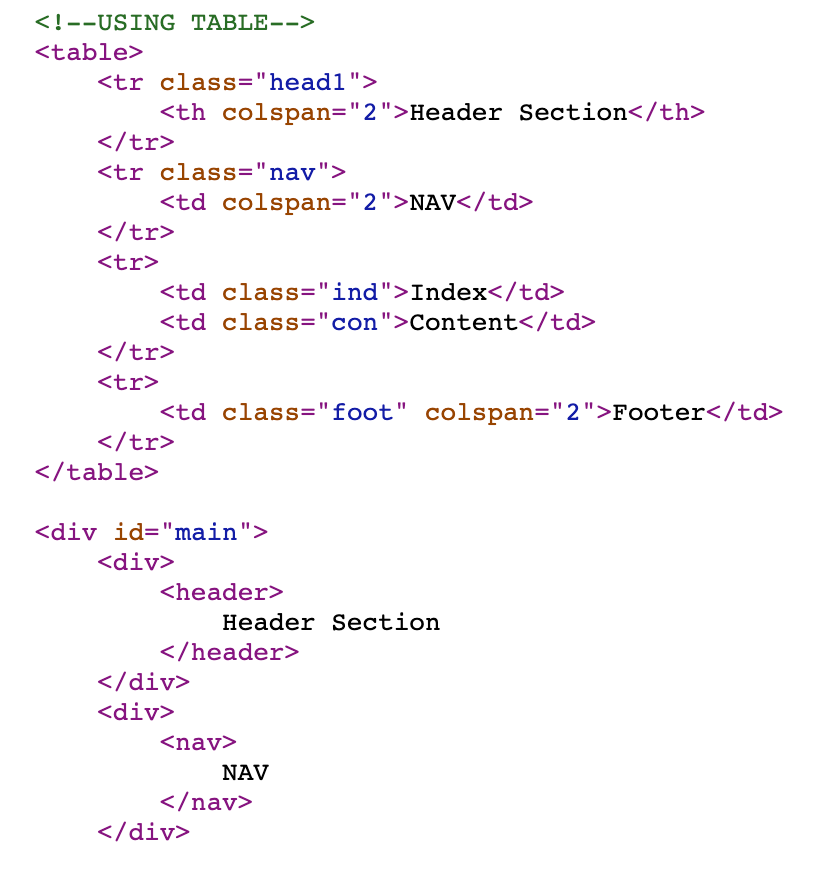 <!--USING TABLE-->
<table>
    <tr class="head1">
        <th colspan="2">Header Section</th>
    </tr>
    <tr class="nav">
        <td colspan="2">NAV</td>
    </tr>
    <tr>
        <td class="ind">Index</td>
        <td class="con">Content</td>
    </tr>
    <tr>
        <td class="foot" colspan="2">Footer</td>
    </tr>
</table>

<div id="main">
    <div>
        <header>
            Header Section
        </header>
    </div>
    <div>
        <nav>
            NAV
        </nav>
    </div>